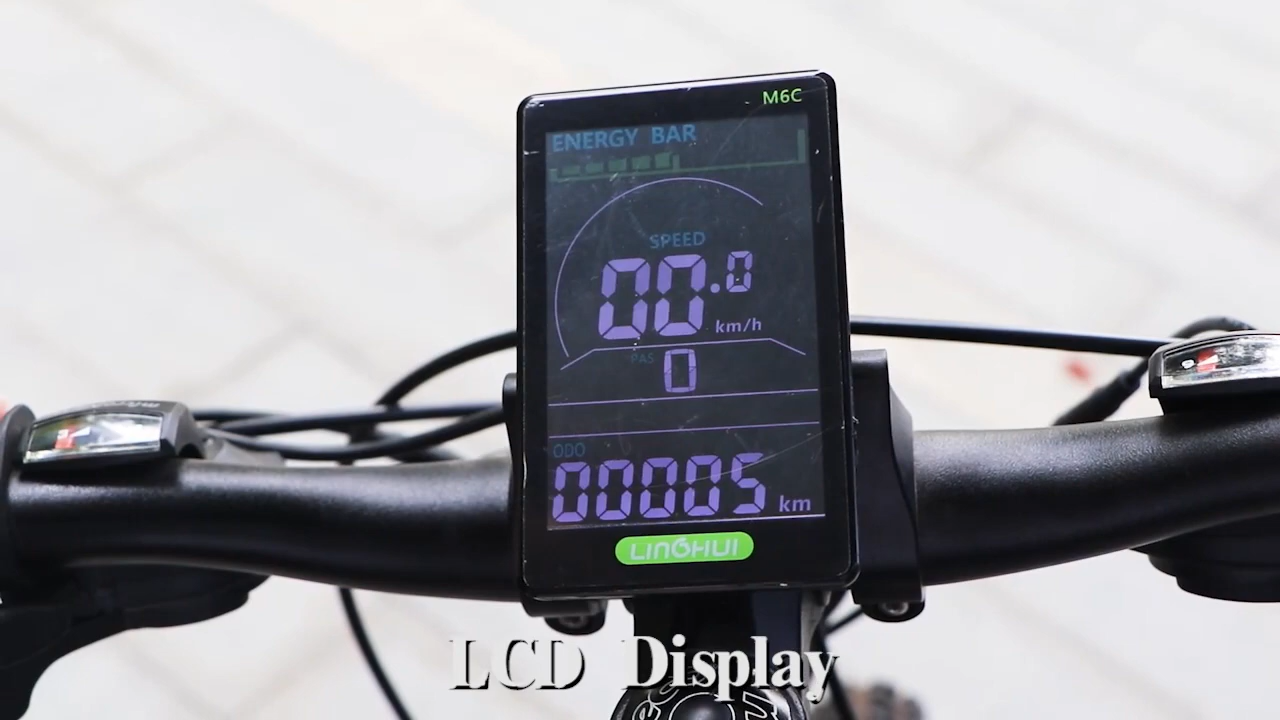 M6C
ENERGY BAR
SPEED
00.0
km/h
PAS
0
ODO
00005 km
LINGHUI
LCD Display